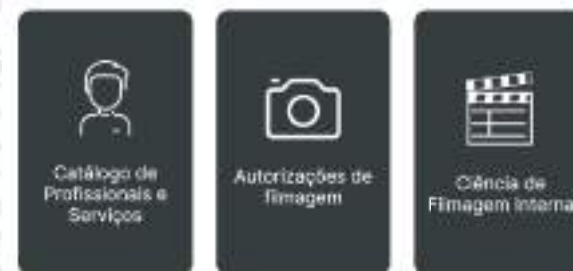 Catálogo de
Profissionais e
Serviços
Autorizações de
filmagem
Ciência de
Filmagem Interna